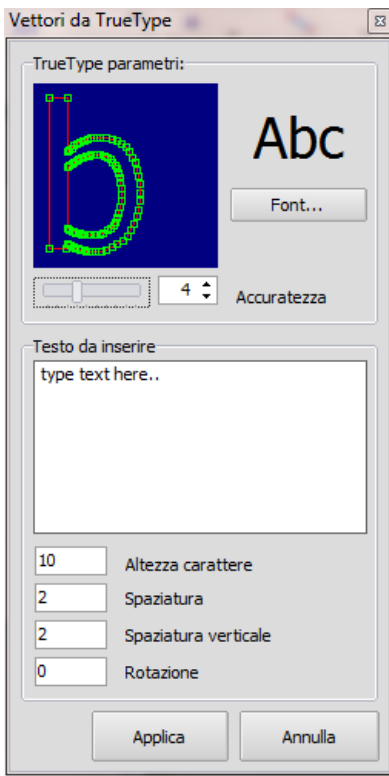 Vettori da TrueType
TrueType parametri:
b
Abc
Font...
4
Accuratezza
Testo da inserire
type text here..
10 Altezza carattere
2 Spaziatura
2 Spaziatura verticale
0 Rotazione
Applica Annulla